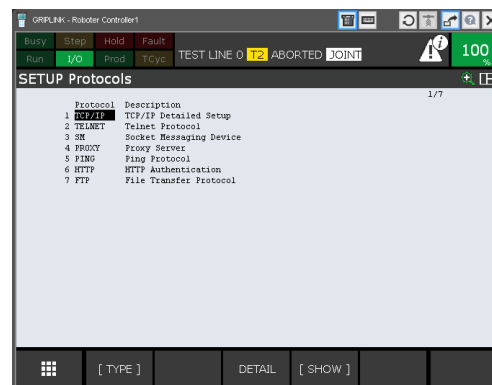 GRIPLINK - Roboter Controller1
Busy Step Hold Fault
Run I/O Prod TCyc
TEST LINE 0 T2 ABORTED JOINT
100
%
SETUP Protocols
1/7
Protocol Description
1 TCP/IP TCP/IP Detailed Setup
2 TELNET Telnet Protocol
3 SM Socket Messaging Device
4 PROXY Proxy Server
5 PING Ping Protocol
6 HTTP HTTP Authentication
7 FTP File Transfer Protocol
[ TYPE ] DETAIL [ SHOW ]